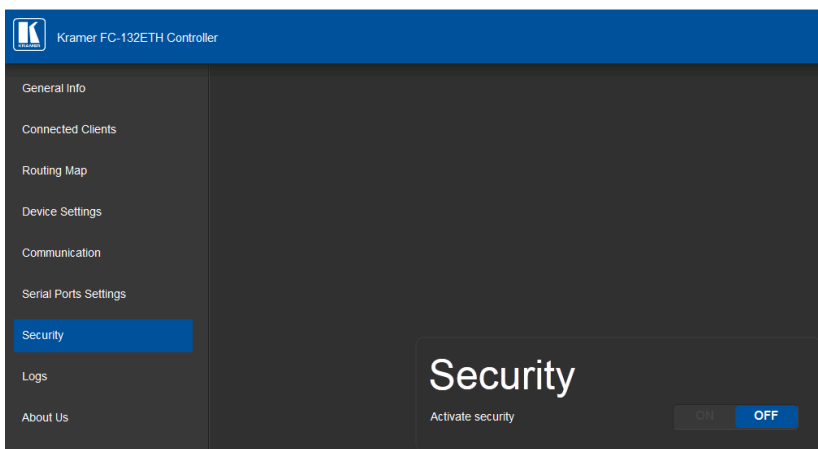 KRAMER
Kramer FC-132ETH Controller
General Info
Connected Clients
Routing Map
Device Settings
Communication
Serial Ports Settings
Security
Logs
About Us
Security
Activate security ON OFF